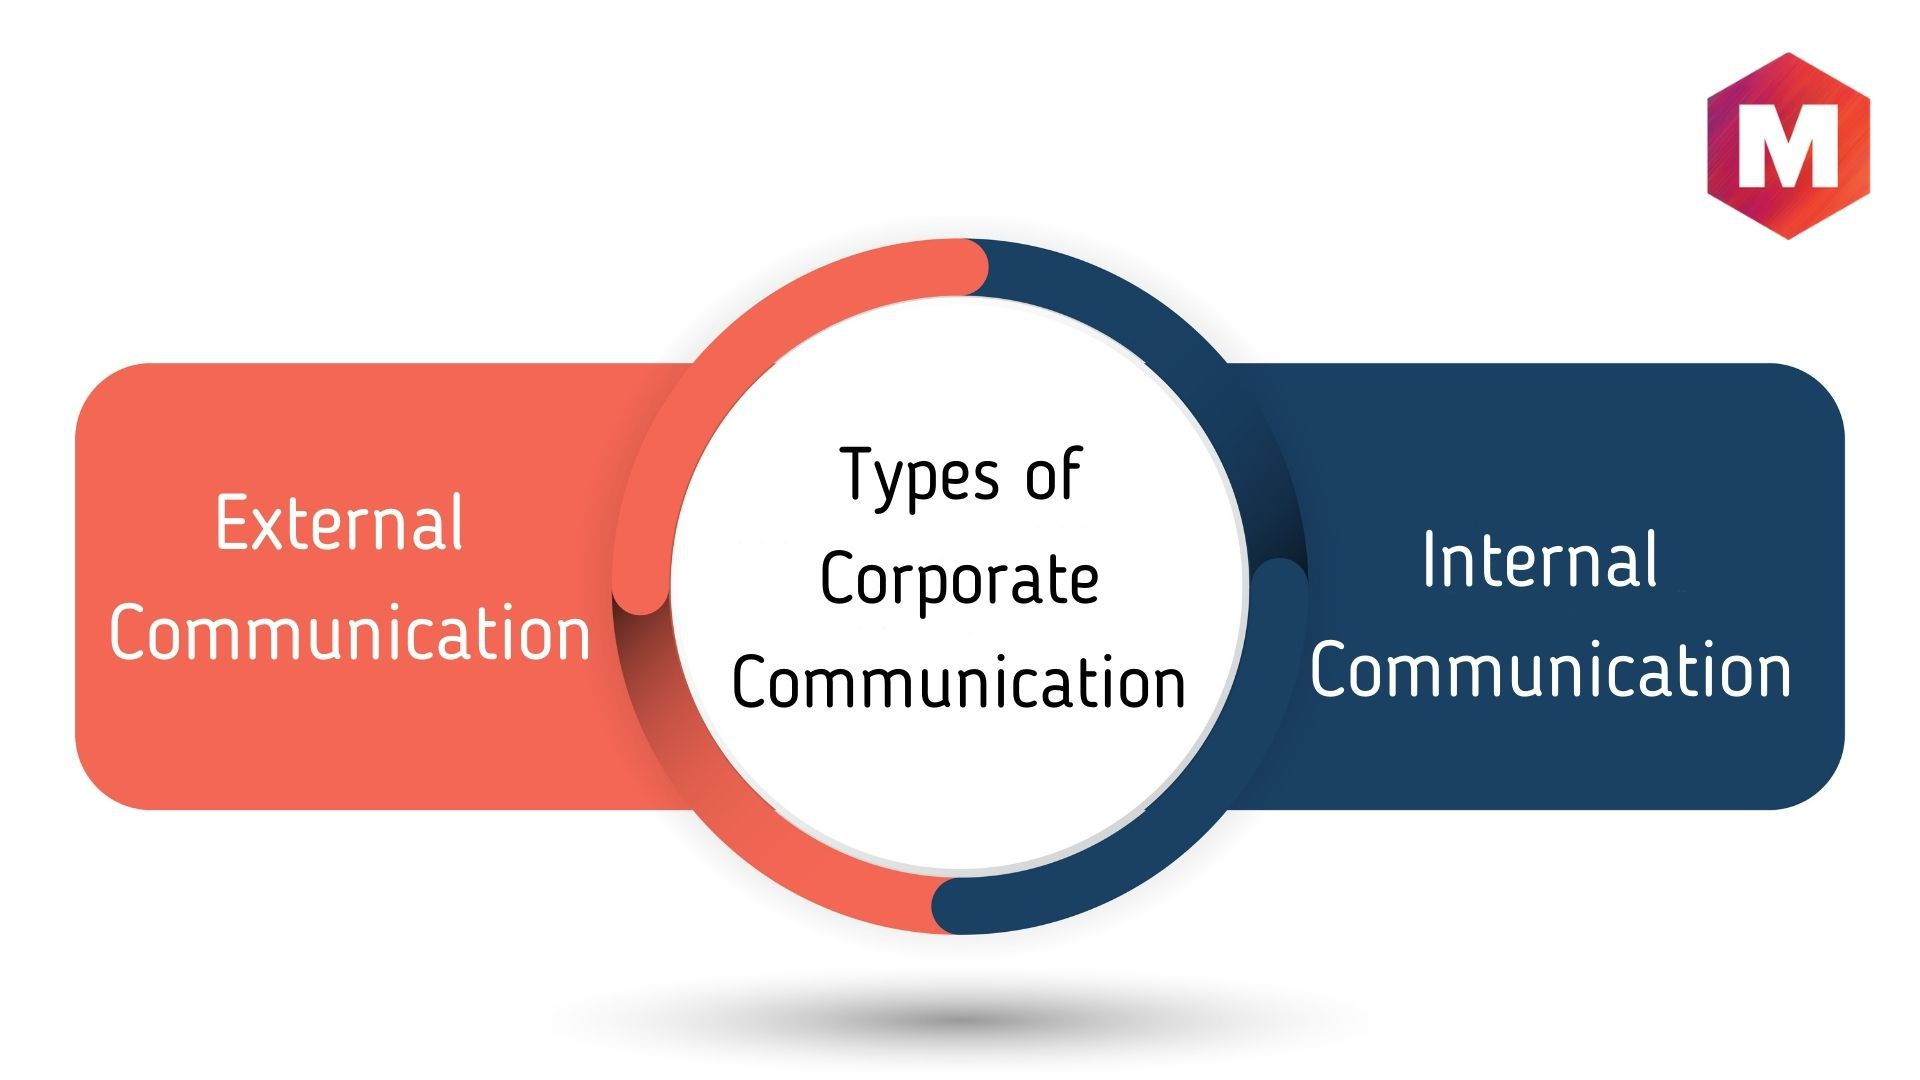 M
External
Communication
Types of
Corporate
Communication
Internal
Communication